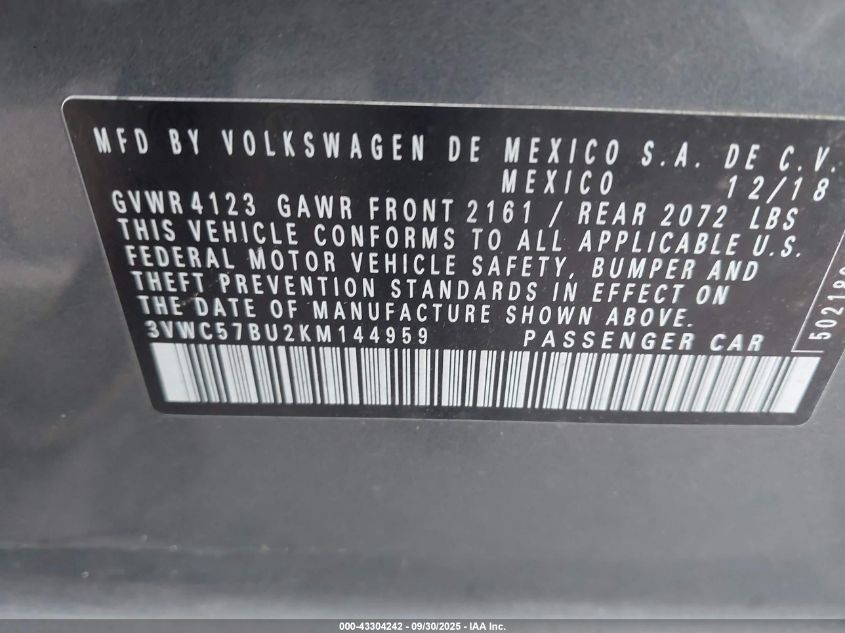 MFD BY VOLKSWAGEN DE MEXICO S.A. DE C.V.
MEXICO 12/18
GVWR 4123 GAWR FRONT 2161 / REAR 2072 LBS
THIS VEHICLE CONFORMS TO ALL APPLICABLE U.S.
FEDERAL MOTOR VEHICLE SAFETY, BUMPER AND
THEFT PREVENTION STANDARDS IN EFFECT ON
THE DATE OF MANUFACTURE SHOWN ABOVE.
3VWC57BU2KM144959 PASSENGER CAR
000-43304242 - 09/30/2025 - IAA Inc.